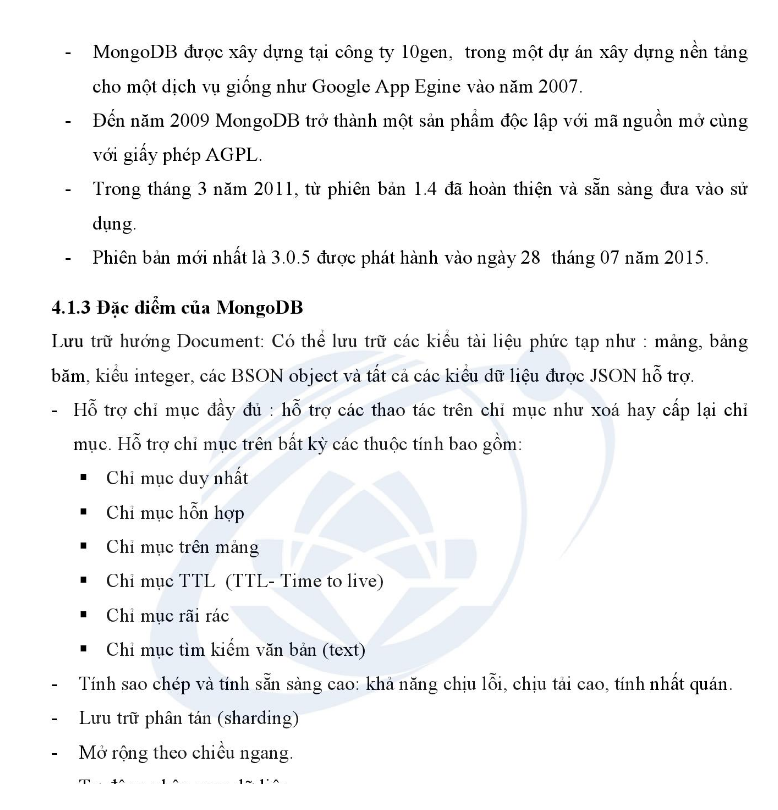 - MongoDB được xây dựng tại công ty 10gen, trong một dự án xây dựng nền tảng
cho một dịch vụ giống như Google App Egine vào năm 2007.
- Đến năm 2009 MongoDB trở thành một sản phẩm độc lập với mã nguồn mở cùng
với giấy phép AGPL.
- Trong tháng 3 năm 2011, từ phiên bản 1.4 đã hoàn thiện và sẵn sàng đưa vào sử
dụng.
- Phiên bản mới nhất là 3.0.5 được phát hành vào ngày 28 tháng 07 năm 2015.
4.1.3 Đặc điểm của MongoDB
Lưu trữ hướng Document: Có thể lưu trữ các kiểu tài liệu phức tạp như : mảng, bảng
băm, kiểu integer, các BSON object và tất cả các kiểu dữ liệu được JSON hỗ trợ.
- Hỗ trợ chỉ mục đầy đủ : hỗ trợ các thao tác trên chỉ mục như xoá hay cấp lại chỉ
mục. Hỗ trợ chỉ mục trên bất kỳ các thuộc tính bao gồm:
▪ Chỉ mục duy nhất
▪ Chỉ mục hỗn hợp
▪ Chỉ mục trên mảng
▪ Chỉ mục TTL (TTL- Time to live)
▪ Chỉ mục rãi rác
▪ Chỉ mục tìm kiếm văn bản (text)
- Tính sao chép và tính sẵn sàng cao: khả năng chịu lỗi, chịu tải cao, tính nhất quán.
- Lưu trữ phân tán (sharding)
- Mở rộng theo chiều ngang.